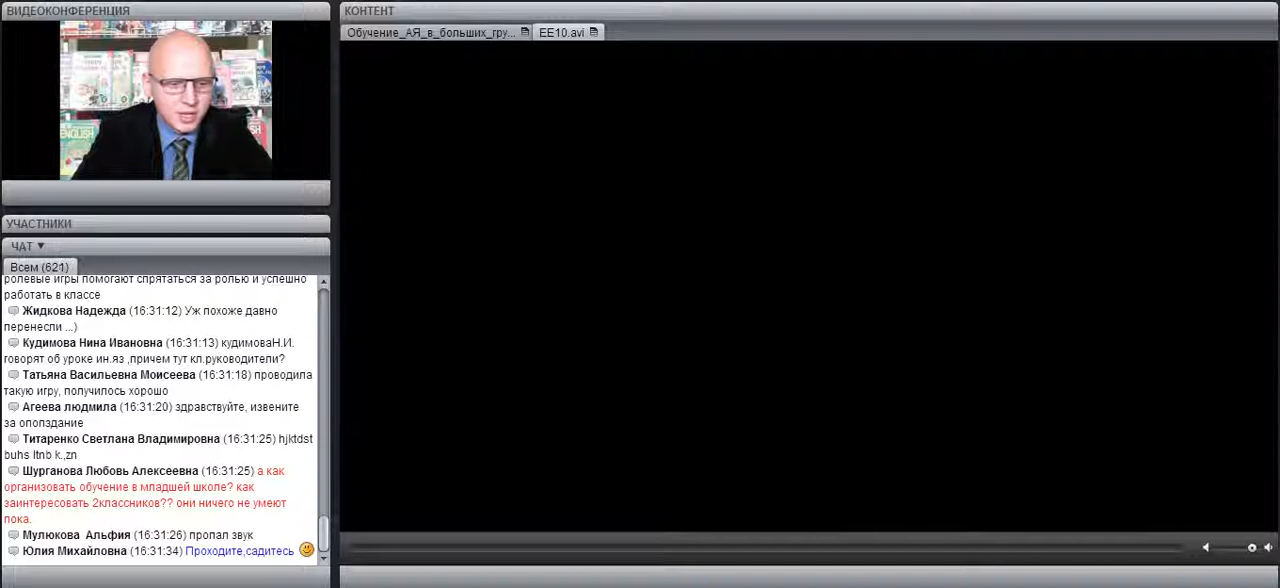 ВИДЕОКОНФЕРЕНЦИЯ
ENGLISH
SH
УЧАСТНИКИ
ЧАТ
Всем (621)
ролевые игры помогают спрятаться за ролью и успешно
работать в классе
Жидкова Надежда (16:31:12) Уж похоже давно
перенесли ...)
Кудимова Нина Ивановна (16:31:13) кудимоваН.И.
говорят об уроке ин.яз ,причем тут кл.руководители?
Татьяна Васильевна Моисеева (16:31:18) проводила
такую игру, получилось хорошо
Агеева людмила (16:31:20) здравствуйте, извените
за опопздание
Титаренко Светлана Владимировна (16:31:25) hjktdst
buhs ltnb k.,zn
Шурганова Любовь Алексеевна (16:31:25) а как
организовать обучение в младшей школе? как
заинтересовать 2классников?? они ничего не умеют
пока.
Мулюкова Альфия (16:31:26) пропал звук
Юлия Михайловна (16:31:34) Проходите,садитесь
КОНТЕНТ
Обучение_АЯ_в_больших_гру... EE10.avi